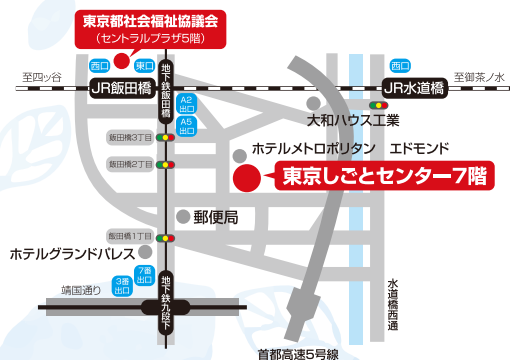 東京都社会福祉協議会
（セントラルプラザ5階）
西口
東口
西口
至四ッ谷
JR飯田橋
地下鉄飯田橋
JR水道橋
至御茶ノ水
A2
出口
A5
出口
大和ハウス工業
飯田橋3丁目
ホテルメトロポリタン　エドモンド
飯田橋2丁目
東京しごとセンター7階
郵便局
飯田橋1丁目
ホテルグランドパレス
7番
出口
3番
出口
靖国通り
地下鉄九段下
水道橋西通
首都高速5号線